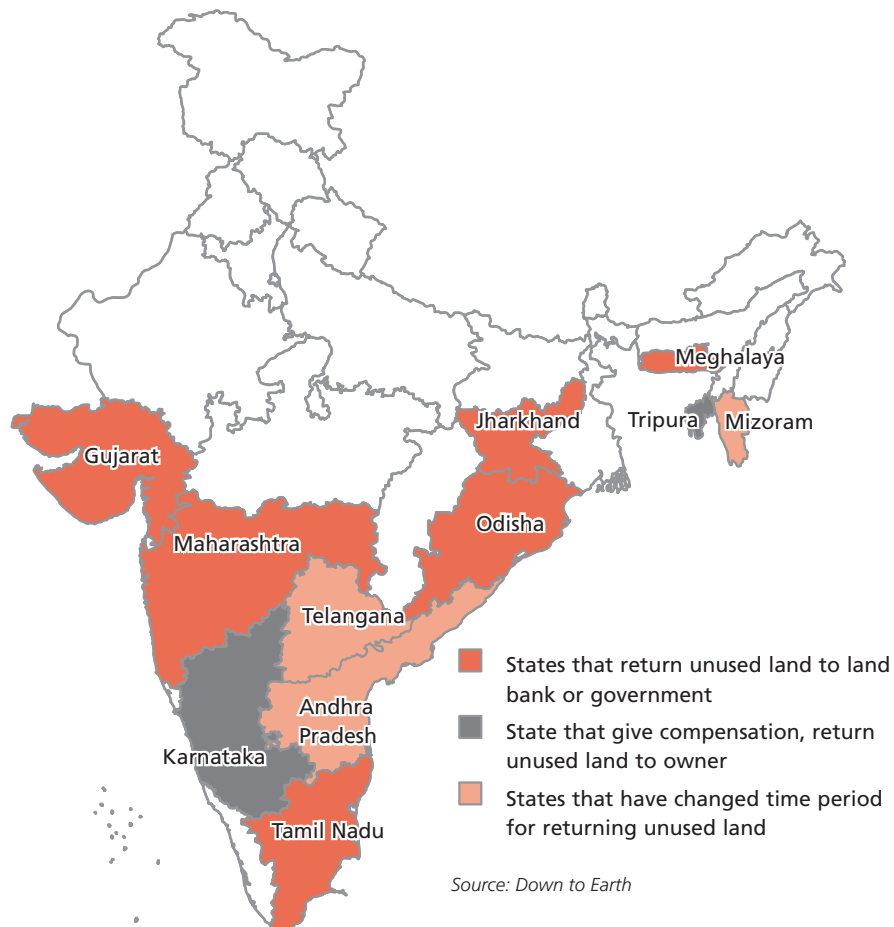 Meghalaya
Jharkhand
Tripura
Mizoram
Gujarat
Odisha
Maharashtra
Telangana
States that return unused land to land
bank or government
Andhra
Pradesh
State that give compensation, return
unused land to owner
Karnataka
States that have changed time period
for returning unused land
Tamil Nadu
Source: Down to Earth